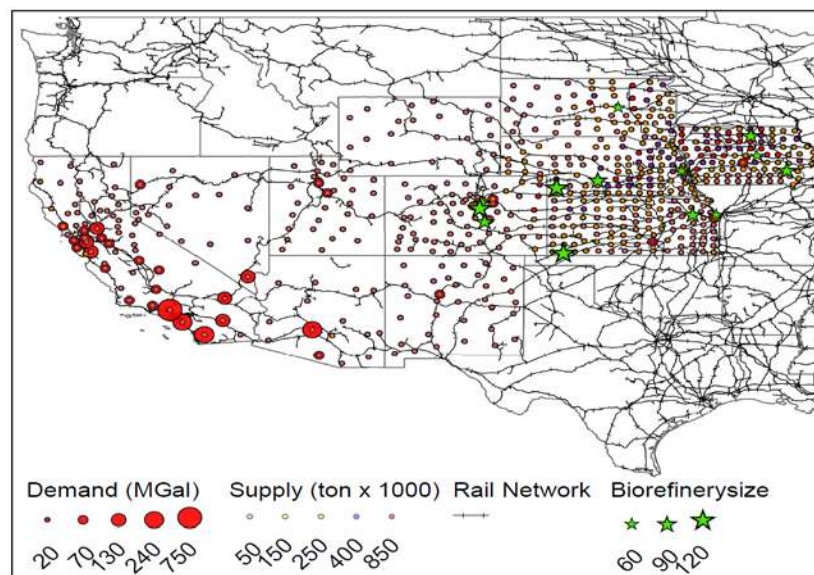 Demand (MGal) Supply (ton x 1000) Rail Network Biorefinerysize
20 70 130 240 750 50 150 250 400 850 60 90 120